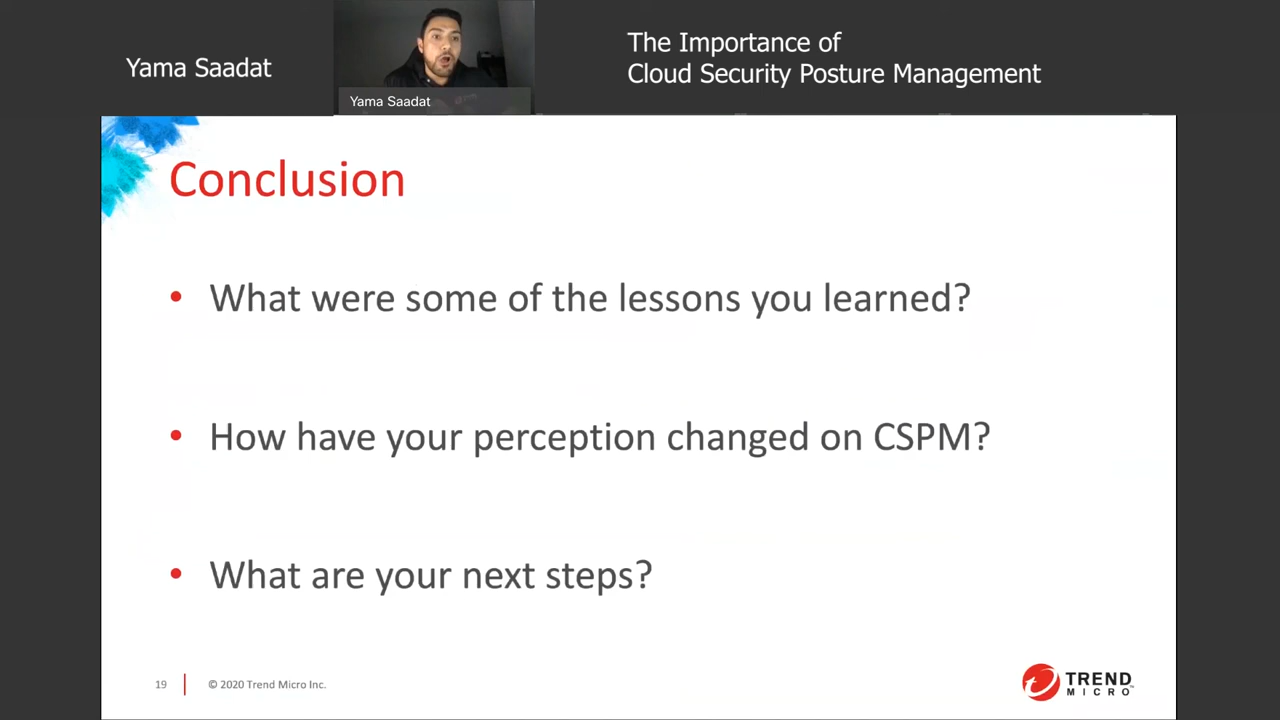 Yama Saadat
Yama Saadat
The Importance of
Cloud Security Posture Management
Conclusion
• What were some of the lessons you learned?
• How have your perception changed on CSPM?
• What are your next steps?
19
© 2020 Trend Micro Inc.
TREND
MICRO™